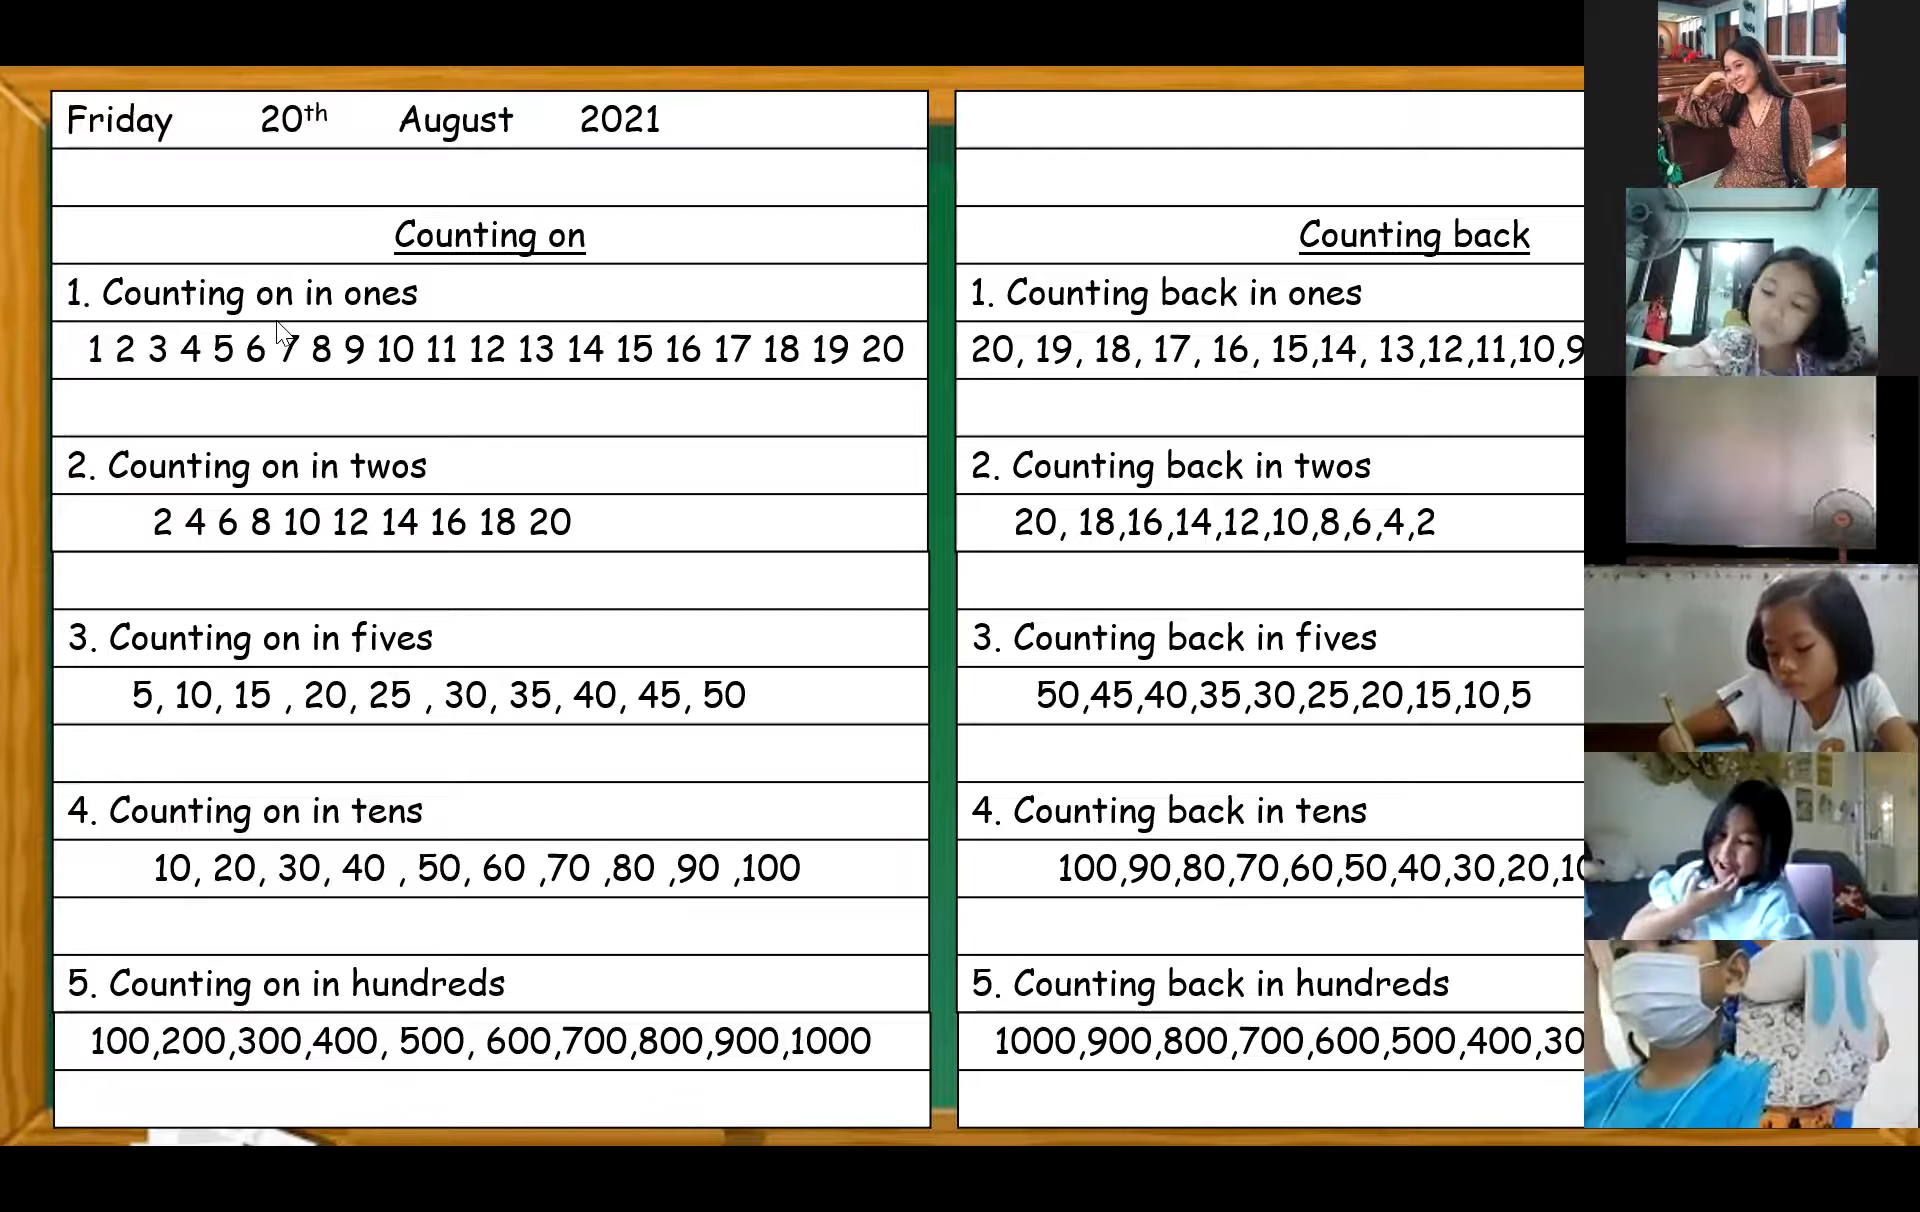 Friday 20th August 2021
Counting on
1. Counting on in ones
1 2 3 4 5 6 7 8 9 10 11 12 13 14 15 16 17 18 19 20
2. Counting on in twos
2 4 6 8 10 12 14 16 18 20
3. Counting on in fives
5, 10, 15 , 20, 25 , 30, 35, 40, 45, 50
4. Counting on in tens
10, 20, 30, 40 , 50, 60 ,70 ,80 ,90 ,100
5. Counting on in hundreds
100,200,300,400, 500, 600,700,800,900,1000
Counting back
1. Counting back in ones
20, 19, 18, 17, 16, 15,14, 13,12,11,10,9
2. Counting back in twos
20, 18,16,14,12,10,8,6,4,2
3. Counting back in fives
50,45,40,35,30,25,20,15,10,5
4. Counting back in tens
100,90,80,70,60,50,40,30,20,10
5. Counting back in hundreds
1000,900,800,700,600,500,400,30